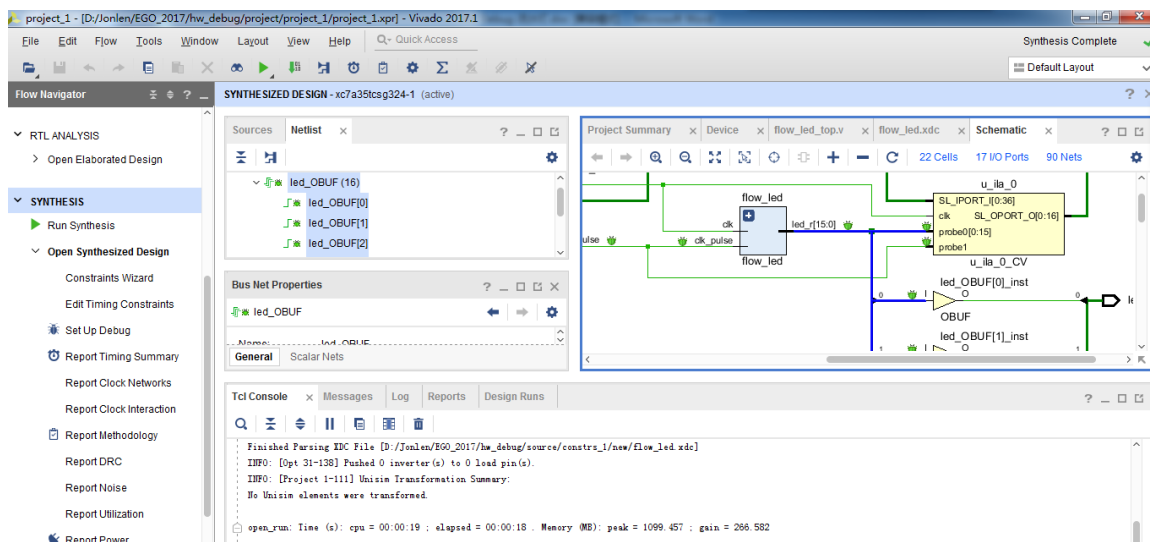 project_1 - [D:/Jonlen/EGO_2017/hw_debug/project/project_1/project_1.xpr] - Vivado 2017.1
File Edit Flow Tools Window Layout View Help Quick Access
Synthesis Complete
Default Layout
Flow Navigator
SYNTHESIZED DESIGN - xc7a35tcsg324-1 (active)
RTL ANALYSIS
Open Elaborated Design
SYNTHESIS
Run Synthesis
Open Synthesized Design
Constraints Wizard
Edit Timing Constraints
Set Up Debug
Report Timing Summary
Report Clock Networks
Report Clock Interaction
Report Methodology
Report DRC
Report Noise
Report Utilization
Report Power
Sources Netlist
led_OBUF (16)
led_OBUF[0]
led_OBUF[1]
led_OBUF[2]
Bus Net Properties
led_OBUF
Name: led_OBUF
General Scalar Nets
Project Summary Device flow_led_top.v flow_led.xdc Schematic
22 Cells 17 I/O Ports 90 Nets
flow_led
clk
clk_pulse
led_r[15:0]
flow_led
ulse
u_ila_0
SL_IPORT_I[0:36]
clk SL_OPORT_O[0:16]
probe0[0:15]
probe1
u_ila_0_CV
led_OBUF[0]_inst
0 I O 0
OBUF
led_OBUF[1]_inst
1 I O 1
Tcl Console Messages Log Reports Design Runs
Finished Parsing XDC File [D:/Jonlen/EGO_2017/hw_debug/source/constrs_1/new/flow_led.xdc]
INFO: [Opt 31-138] Pushed 0 inverter(s) to 0 load pin(s).
INFO: [Project 1-111] Unisim Transformation Summary:
No Unisim elements were transformed.
open_run: Time (s): cpu = 00:00:19 ; elapsed = 00:00:18 . Memory (MB): peak = 1099.457 ; gain = 266.582